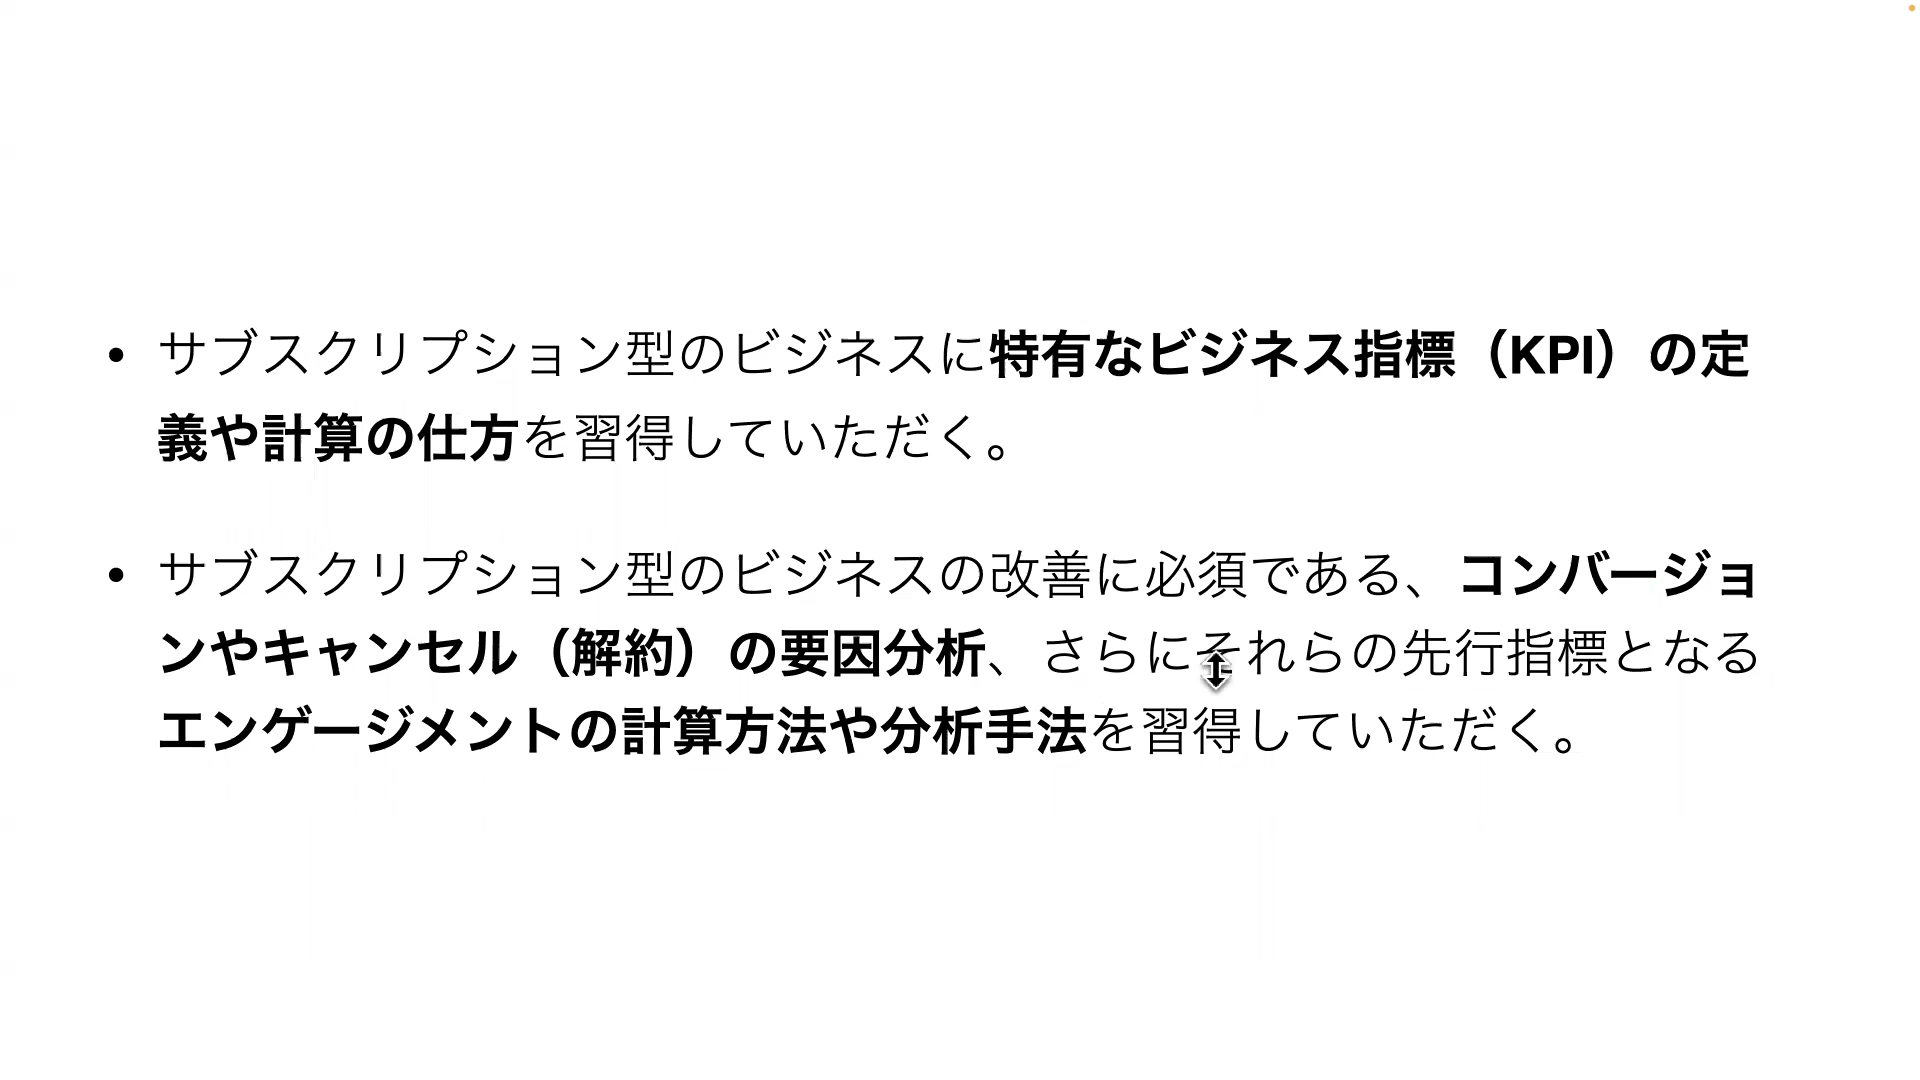 • サブスクリプション型のビジネスに特有なビジネス指標（KPI）の定
義や計算の仕方を習得していただく。
• サブスクリプション型のビジネスの改善に必須である、コンバージョ
ンやキャンセル（解約）の要因分析、さらにそれらの先行指標となる
エンゲージメントの計算方法や分析手法を習得していただく。